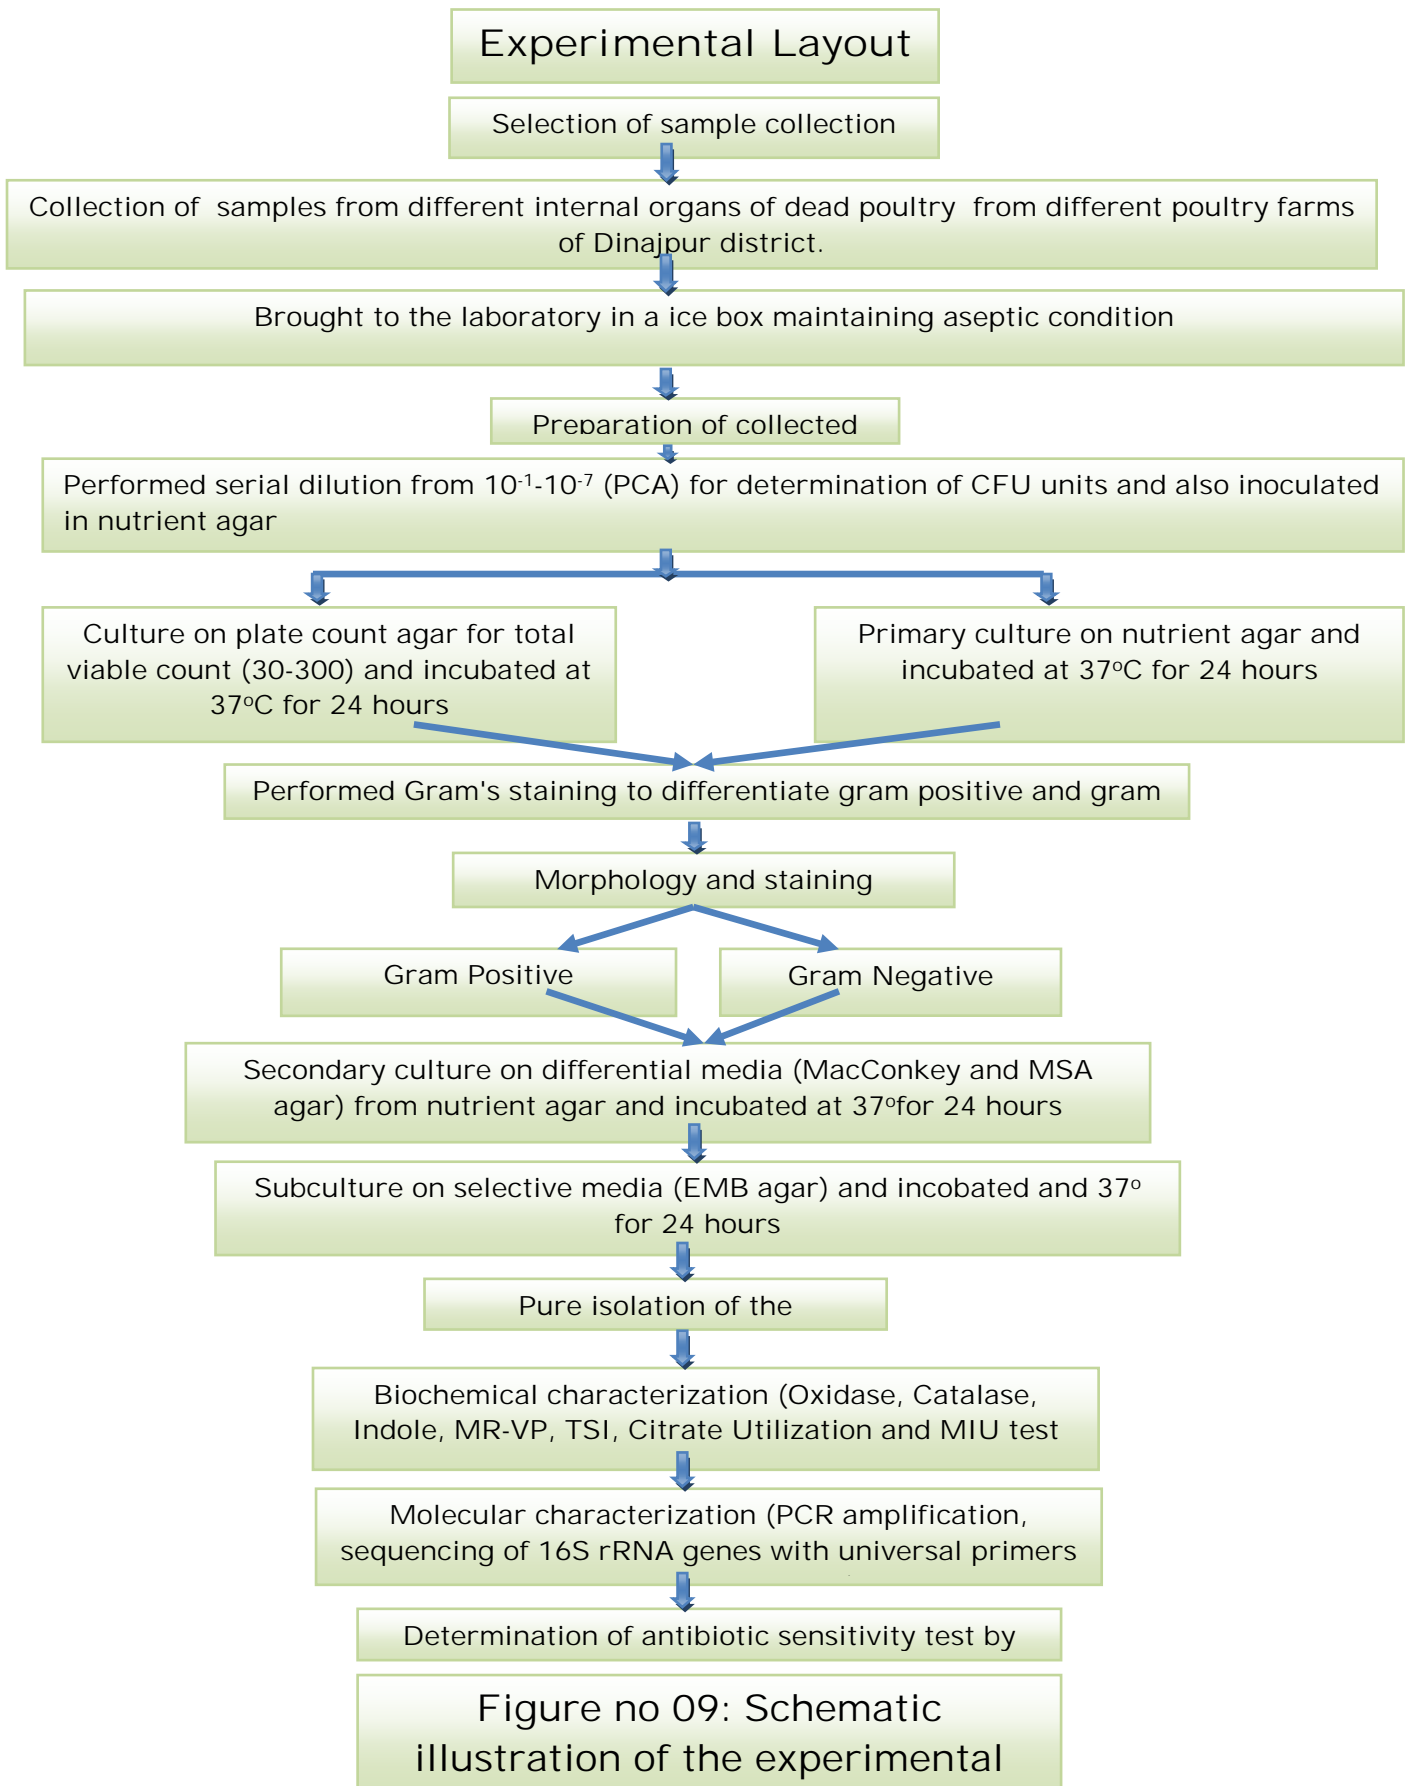 Experimental Layout
Selection of sample collection
Collection of samples from different internal organs of dead poultry from different poultry farms
of Dinajpur district.
Brought to the laboratory in a ice box maintaining aseptic condition
Preparation of collected
Performed serial dilution from 10⁻¹-10⁻⁷ (PCA) for determination of CFU units and also inoculated
in nutrient agar
Culture on plate count agar for total
viable count (30-300) and incubated at
37ºC for 24 hours
Primary culture on nutrient agar and
incubated at 37ºC for 24 hours
Performed Gram's staining to differentiate gram positive and gram
Morphology and staining
Gram Positive
Gram Negative
Secondary culture on differential media (MacConkey and MSA
agar) from nutrient agar and incubated at 37ºfor 24 hours
Subculture on selective media (EMB agar) and incobated and 37º
for 24 hours
Pure isolation of the
Biochemical characterization (Oxidase, Catalase,
Indole, MR-VP, TSI, Citrate Utilization and MIU test
Molecular characterization (PCR amplification,
sequencing of 16S rRNA genes with universal primers
Determination of antibiotic sensitivity test by
Figure no 09: Schematic
illustration of the experimental